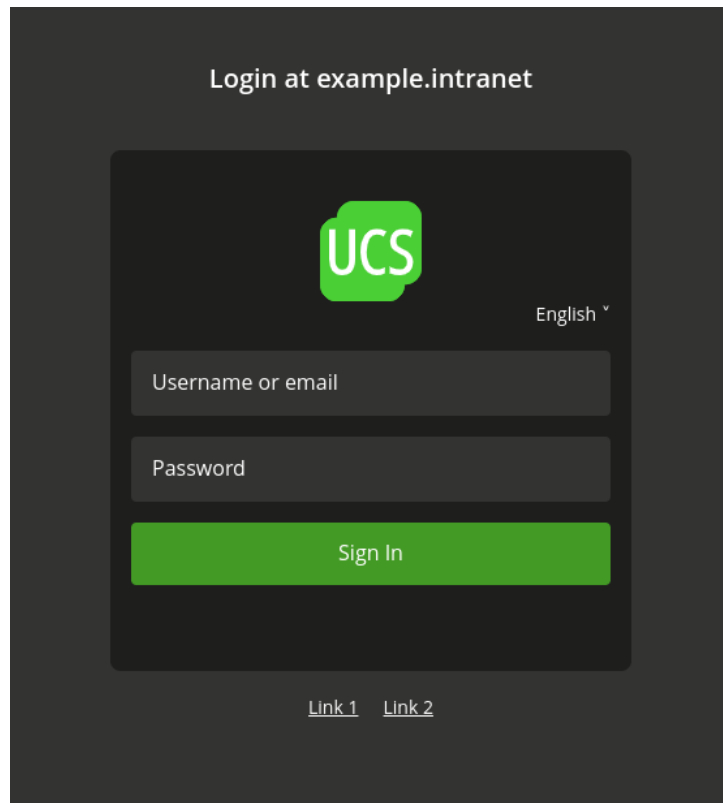 Login at example.intranet
UCS
English ˅
Username or email
Password
Sign In
Link 1 Link 2